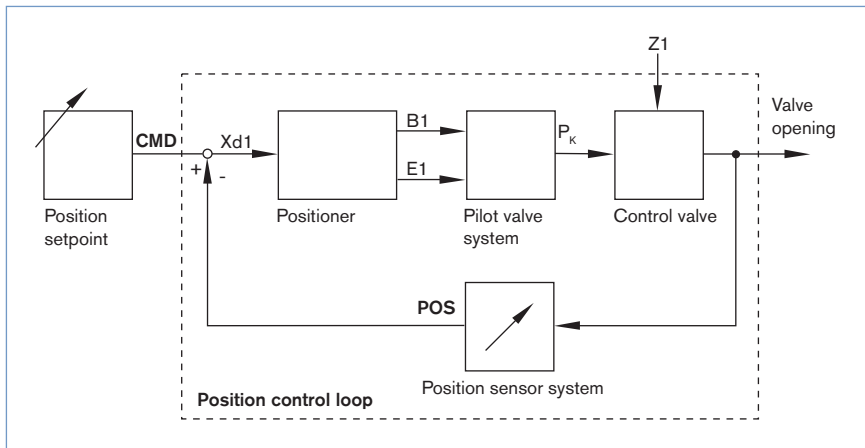 Z1
Valve
opening
CMD
Xd1
B1
E1
P_K
+
-
Position
setpoint
Positioner
Pilot valve
system
Control valve
POS
Position sensor system
Position control loop